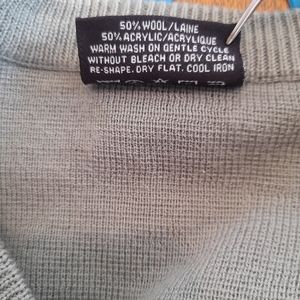 50% WOOL/LAINE
50% ACRYLIC/ACRYLIQUE
WARM WASH ON GENTLE CYCLE
WITHOUT BLEACH OR DRY CLEAN
RE-SHAPE. DRY FLAT. COOL IRON